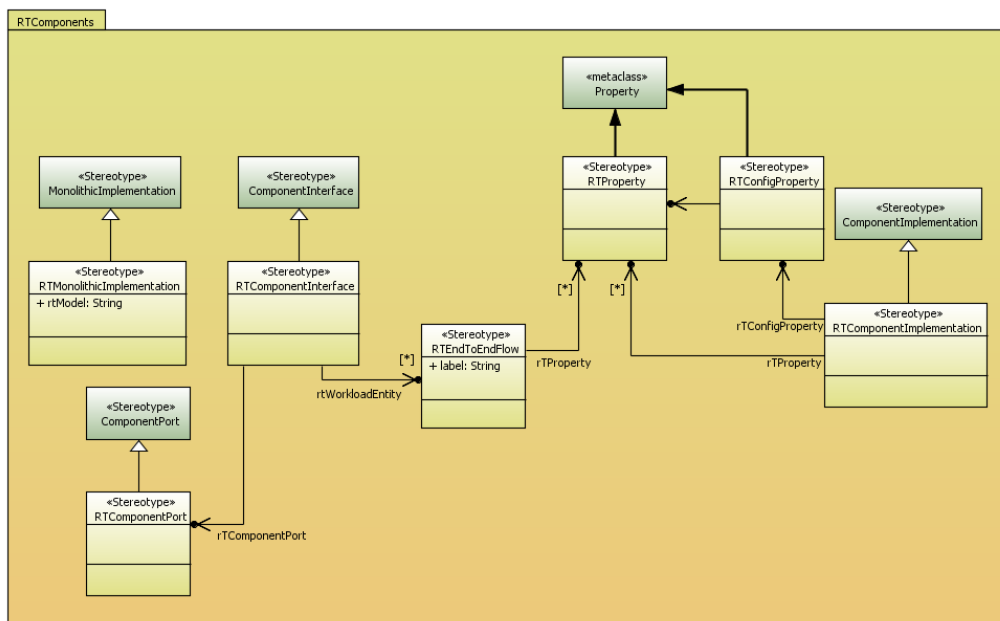 RTComponents
«metaclass»
Property
«Stereotype»
MonolithicImplementation
«Stereotype»
ComponentInterface
«Stereotype»
RTProperty
«Stereotype»
RTConfigProperty
«Stereotype»
ComponentImplementation
«Stereotype»
RTMonolithicImplementation
+ rtModel: String
«Stereotype»
RTComponentInterface
[*]
[*]
«Stereotype»
RTComponentImplementation
rTConfigProperty
«Stereotype»
RTEndToEndFlow
+ label: String
[*]
rTProperty
rTProperty
rtWorkloadEntity
«Stereotype»
ComponentPort
«Stereotype»
RTComponentPort
rTComponentPort